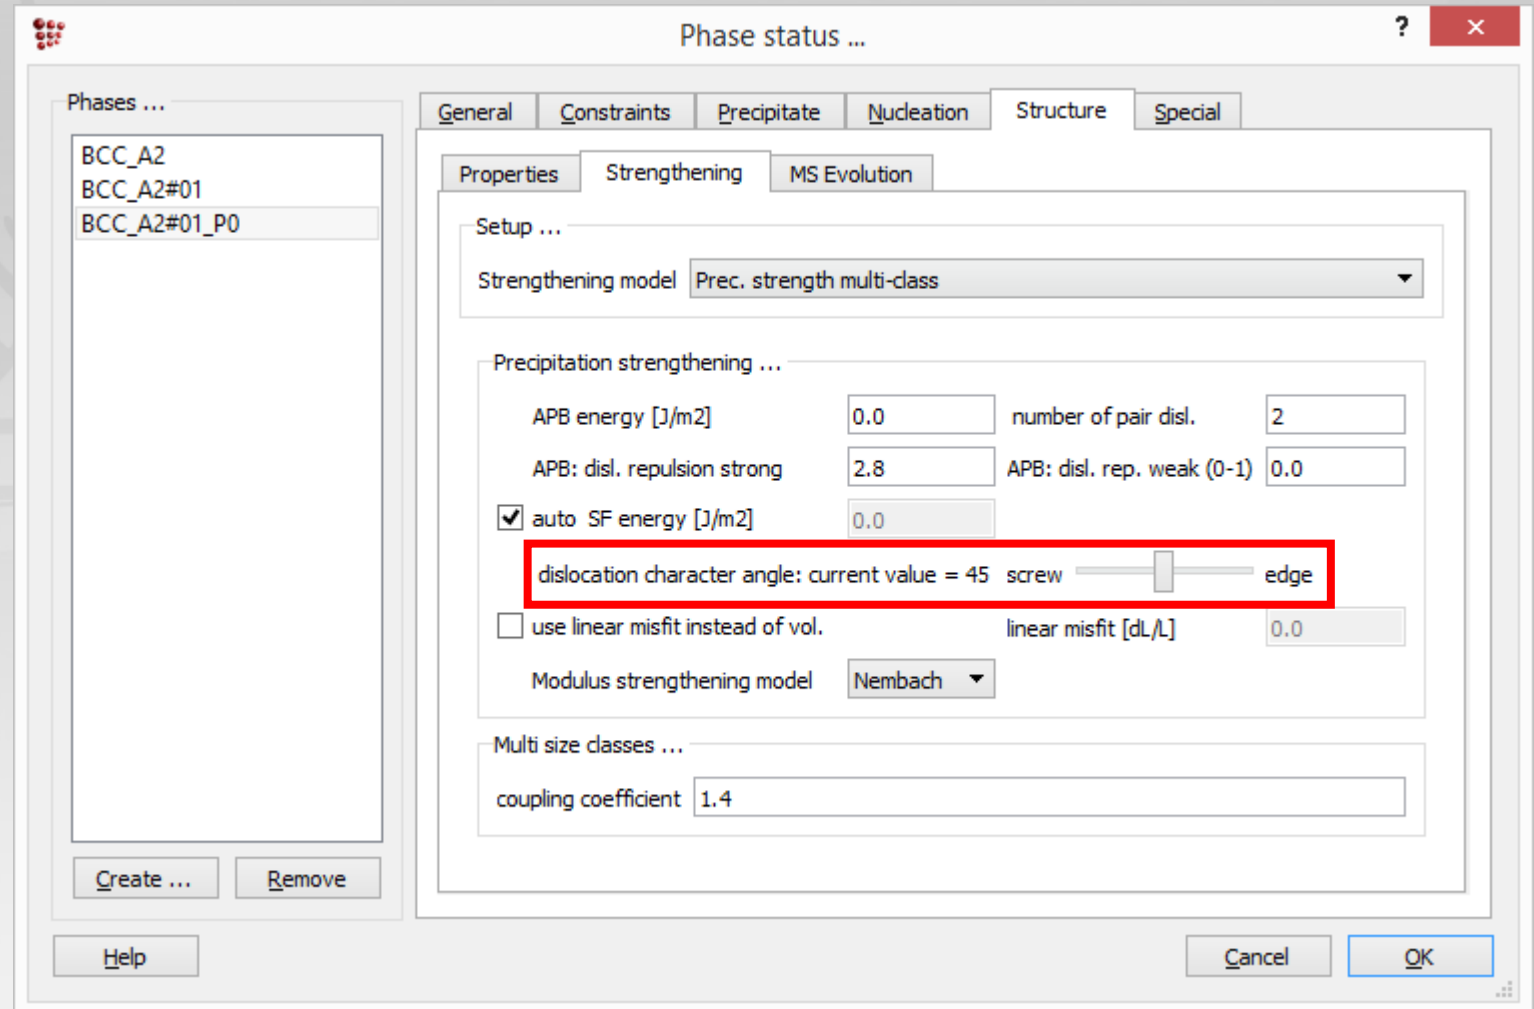 Phase status ...
?
Phases ...
BCC_A2
BCC_A2#01
BCC_A2#01_P0
Create ...
Remove
General
Constraints
Precipitate
Nucleation
Structure
Special
Properties
Strengthening
MS Evolution
Setup ...
Strengthening model
Prec. strength multi-class
Precipitation strengthening ...
APB energy [J/m2]
0.0
number of pair disl.
2
APB: disl. repulsion strong
2.8
APB: disl. rep. weak (0-1)
0.0
auto SF energy [J/m2]
0.0
dislocation character angle: current value = 45
screw
edge
use linear misfit instead of vol.
linear misfit [dL/L]
0.0
Modulus strengthening model
Nembach
Multi size classes ...
coupling coefficient
1.4
Help
Cancel
OK